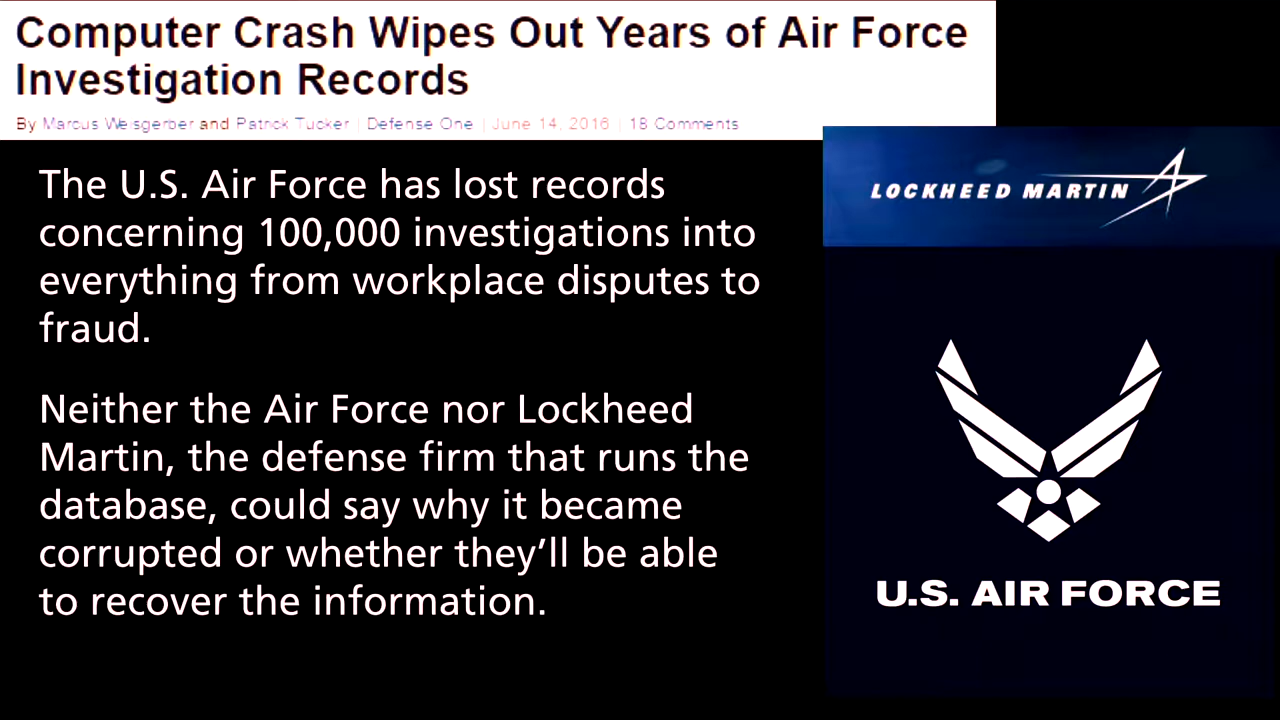 Computer Crash Wipes Out Years of Air Force
Investigation Records
By Marcus Weisgerber and Patrick Tucker | Defense One | June 14, 2016 | 18 Comments
The U.S. Air Force has lost records
concerning 100,000 investigations into
everything from workplace disputes to
fraud.
Neither the Air Force nor Lockheed
Martin, the defense firm that runs the
database, could say why it became
corrupted or whether they’ll be able
to recover the information.
LOCKHEED MARTIN
U.S. AIR FORCE